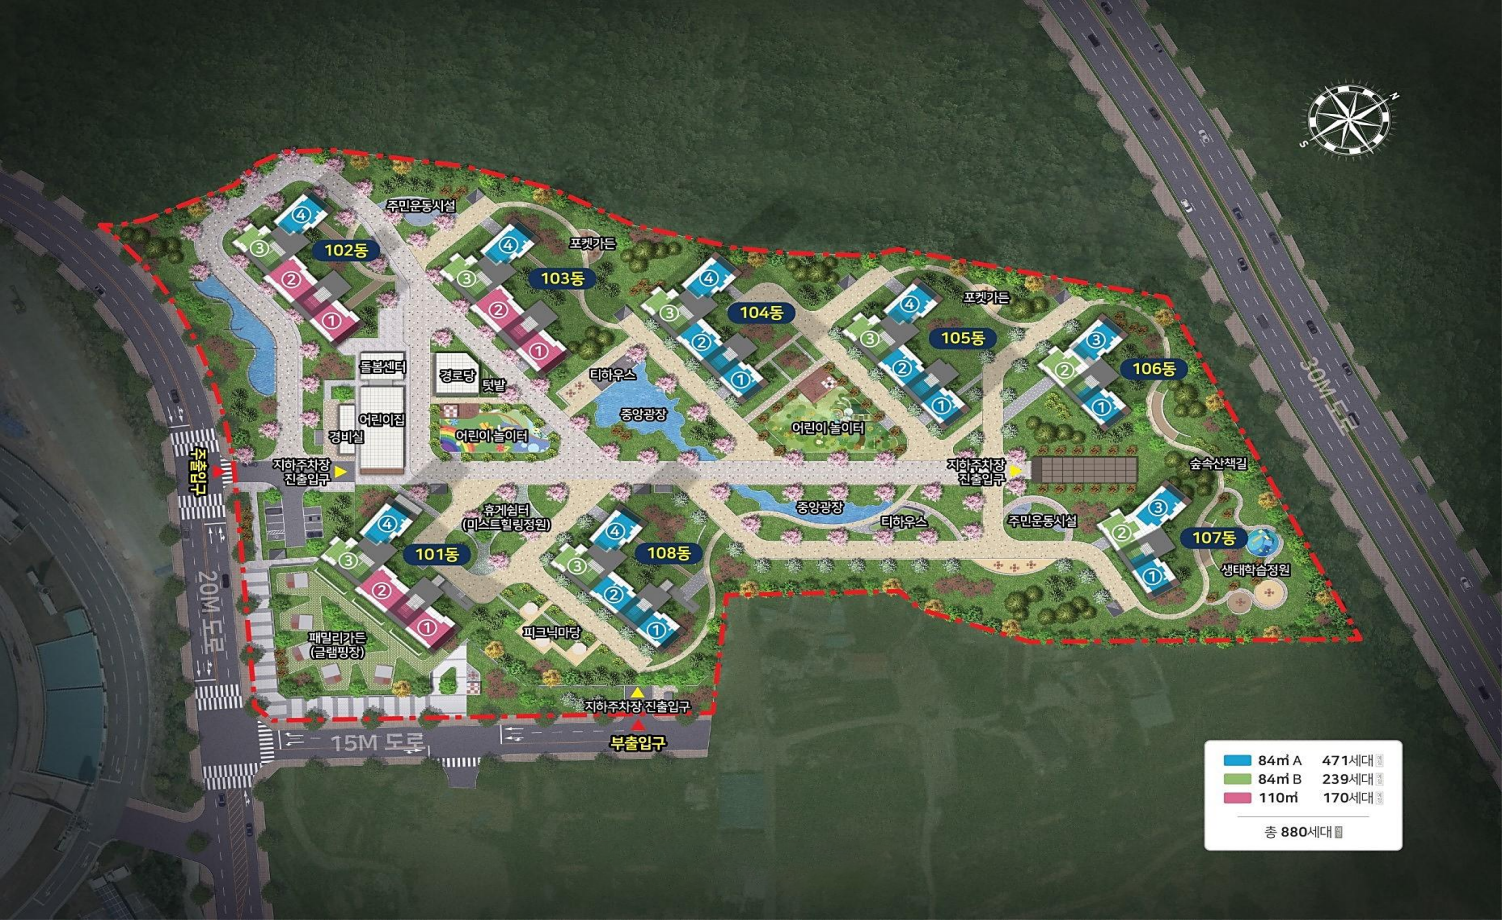 N
S
주민운동시설
④
③
102동
②
①
④
포켓가든
③
103동
②
①
④
③
104동
②
①
④
포켓가든
③
105동
②
①
③
②
106동
①
30M 도로
돌봄센터
경로당
텃밭
티하우스
중앙광장
어린이집
경비실
어린이 놀이터
어린이 놀이터
주출입구
지하주차장
진출입구
지하주차장
진출입구
숲속산책길
휴게쉼터
(미스트힐링정원)
중앙광장
티하우스
주민운동시설
④
③
101동
②
①
④
③
108동
②
①
③
②
107동
①
생태학습정원
20M 도로
패밀리가든
(글램핑장)
피크닉마당
지하주차장 진출입구
부출입구
15M 도로
84㎡ A 471세대
84㎡ B 239세대
110㎡ 170세대
총 880세대